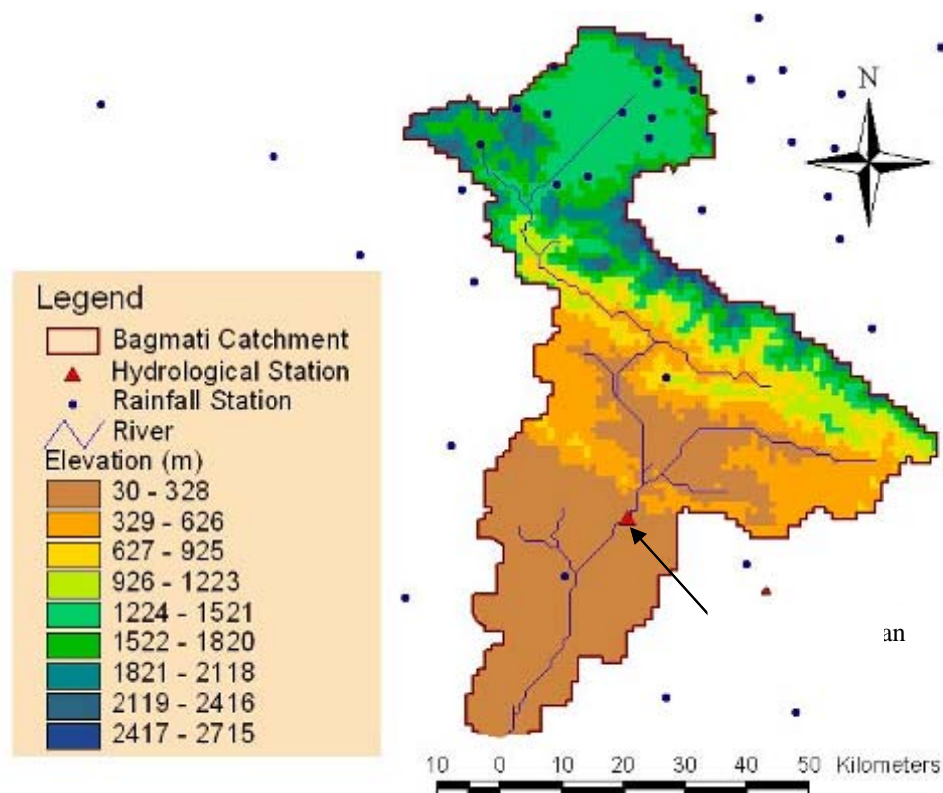 N
Legend
Bagmati Catchment
Hydrological Station
Rainfall Station
River
Elevation (m)
30 - 328
329 - 626
627 - 925
926 - 1223
1224 - 1521
1522 - 1820
1821 - 2118
2119 - 2416
2417 - 2715
an
10 0 10 20 30 40 50 Kilometers